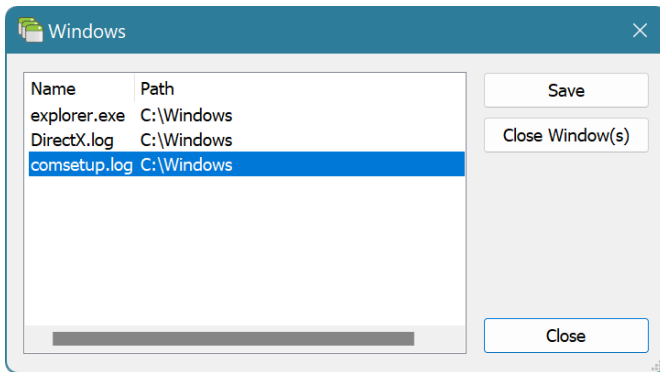 Windows
Name Path
explorer.exe C:\Windows
DirectX.log C:\Windows
comsetup.log C:\Windows
Save
Close Window(s)
Close